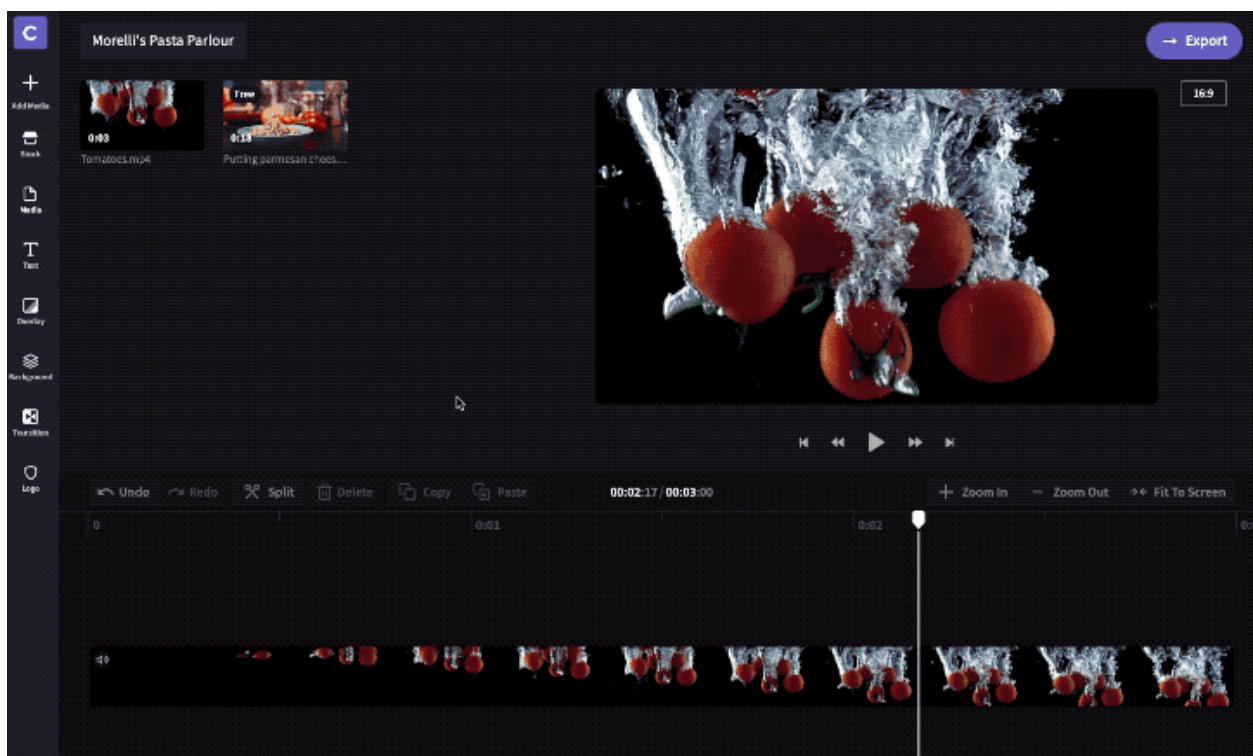 C
Morelli's Pasta Parlour
→ Export
Add Media
Stock
Media
Text
Overlay
Background
Transition
Logo
0:03
Tomatoes.mp4
Free
0:18
Putting parmesan chees...
16:9
Undo
Redo
Split
Delete
Copy
Paste
00:02:17/00:03:00
Zoom In
Zoom Out
Fit To Screen
0
0:01
0:02